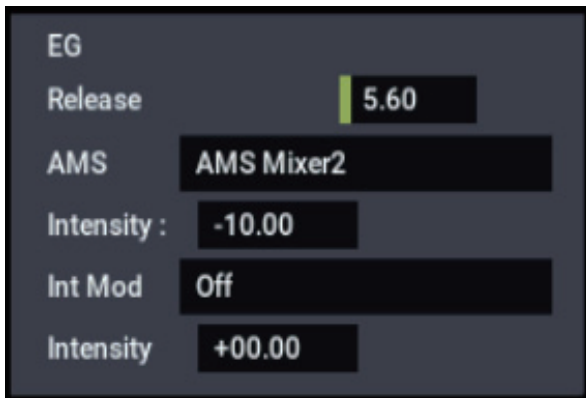 EG
Release 5.60
AMS AMS Mixer2
Intensity : -10.00
Int Mod Off
Intensity +00.00